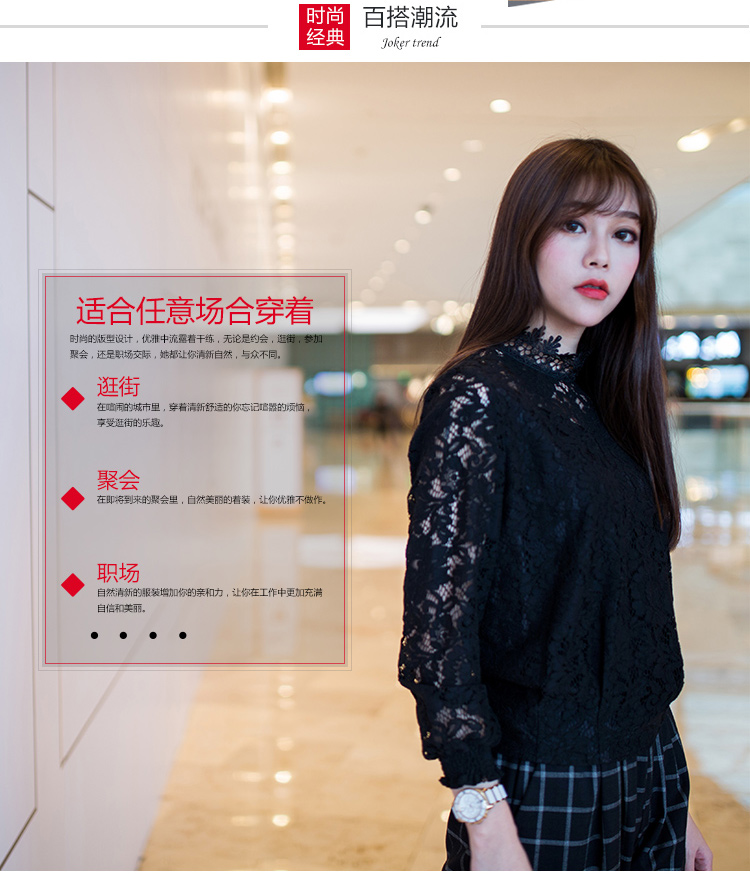 时尚
经典
百搭潮流
Joker trend
适合任意场合穿着
时尚的版型设计，优雅中流露着干练，无论是约会，逛街，参加
聚会，还是职场交际，她都让你清新自然，与众不同。
逛街
在喧闹的城市里，穿着清新舒适的你忘记喧嚣的烦恼，
享受逛街的乐趣。
聚会
在即将到来的聚会里，自然美丽的着装，让你优雅不做作。
职场
自然清新的服装增加你的亲和力，让你在工作中更加充满
自信和美丽。